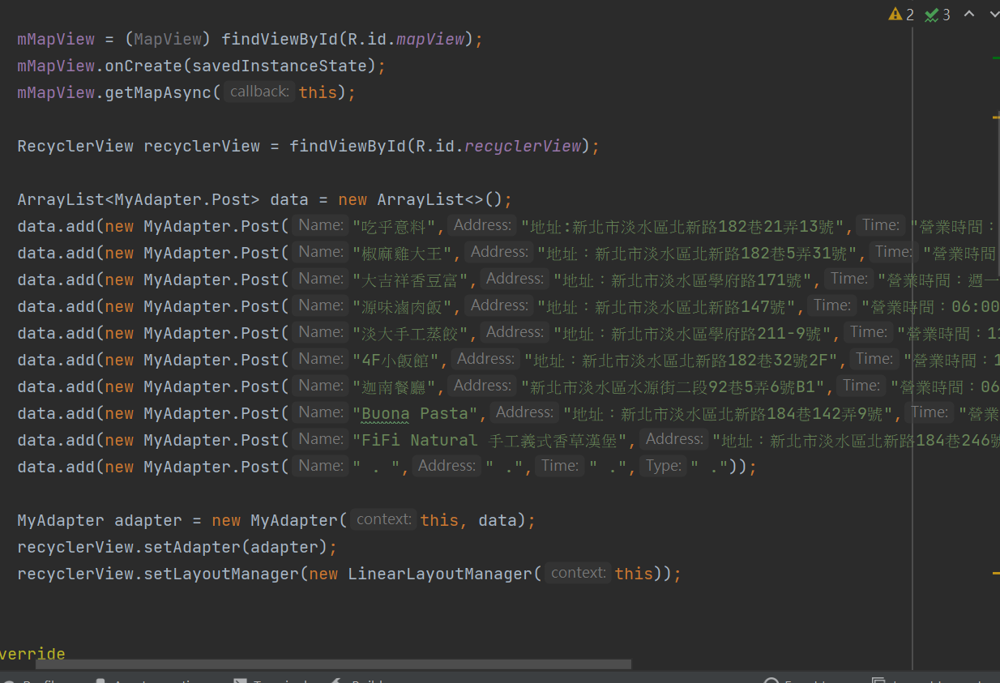 2 3
mMapView = (MapView) findViewById(R.id.mapView);
mMapView.onCreate(savedInstanceState);
mMapView.getMapAsync( callback: this);
RecyclerView recyclerView = findViewById(R.id.recyclerView);
ArrayList<MyAdapter.Post> data = new ArrayList<>();
data.add(new MyAdapter.Post( Name: "吃乎意料", Address: "地址:新北市淡水區北新路182巷21弄13號", Time: "營業時間：
data.add(new MyAdapter.Post( Name: "椒麻雞大王", Address: "地址：新北市淡水區北新路182巷5弄31號", Time: "營業時間
data.add(new MyAdapter.Post( Name: "大吉祥香豆富", Address: "地址：新北市淡水區學府路171號", Time: "營業時間：週一
data.add(new MyAdapter.Post( Name: "源味滷肉飯", Address: "地址：新北市淡水區北新路147號", Time: "營業時間：06:00
data.add(new MyAdapter.Post( Name: "淡大手工蒸餃", Address: "地址：新北市淡水區學府路211-9號", Time: "營業時間：11
data.add(new MyAdapter.Post( Name: "4F小飯館", Address: "地址：新北市淡水區北新路182巷32號2F", Time: "營業時間：1
data.add(new MyAdapter.Post( Name: "迦南餐廳", Address: "新北市淡水區水源街二段92巷5弄6號B1", Time: "營業時間：06
data.add(new MyAdapter.Post( Name: "Buona Pasta", Address: "地址：新北市淡水區北新路184巷142弄9號", Time: "營業
data.add(new MyAdapter.Post( Name: "FiFi Natural 手工義式香草漢堡", Address: "地址：新北市淡水區北新路184巷246號
data.add(new MyAdapter.Post( Name: " . ", Address: " .", Time: " .", Type: " ."));
MyAdapter adapter = new MyAdapter( context: this, data);
recyclerView.setAdapter(adapter);
recyclerView.setLayoutManager(new LinearLayoutManager( context: this));
verride